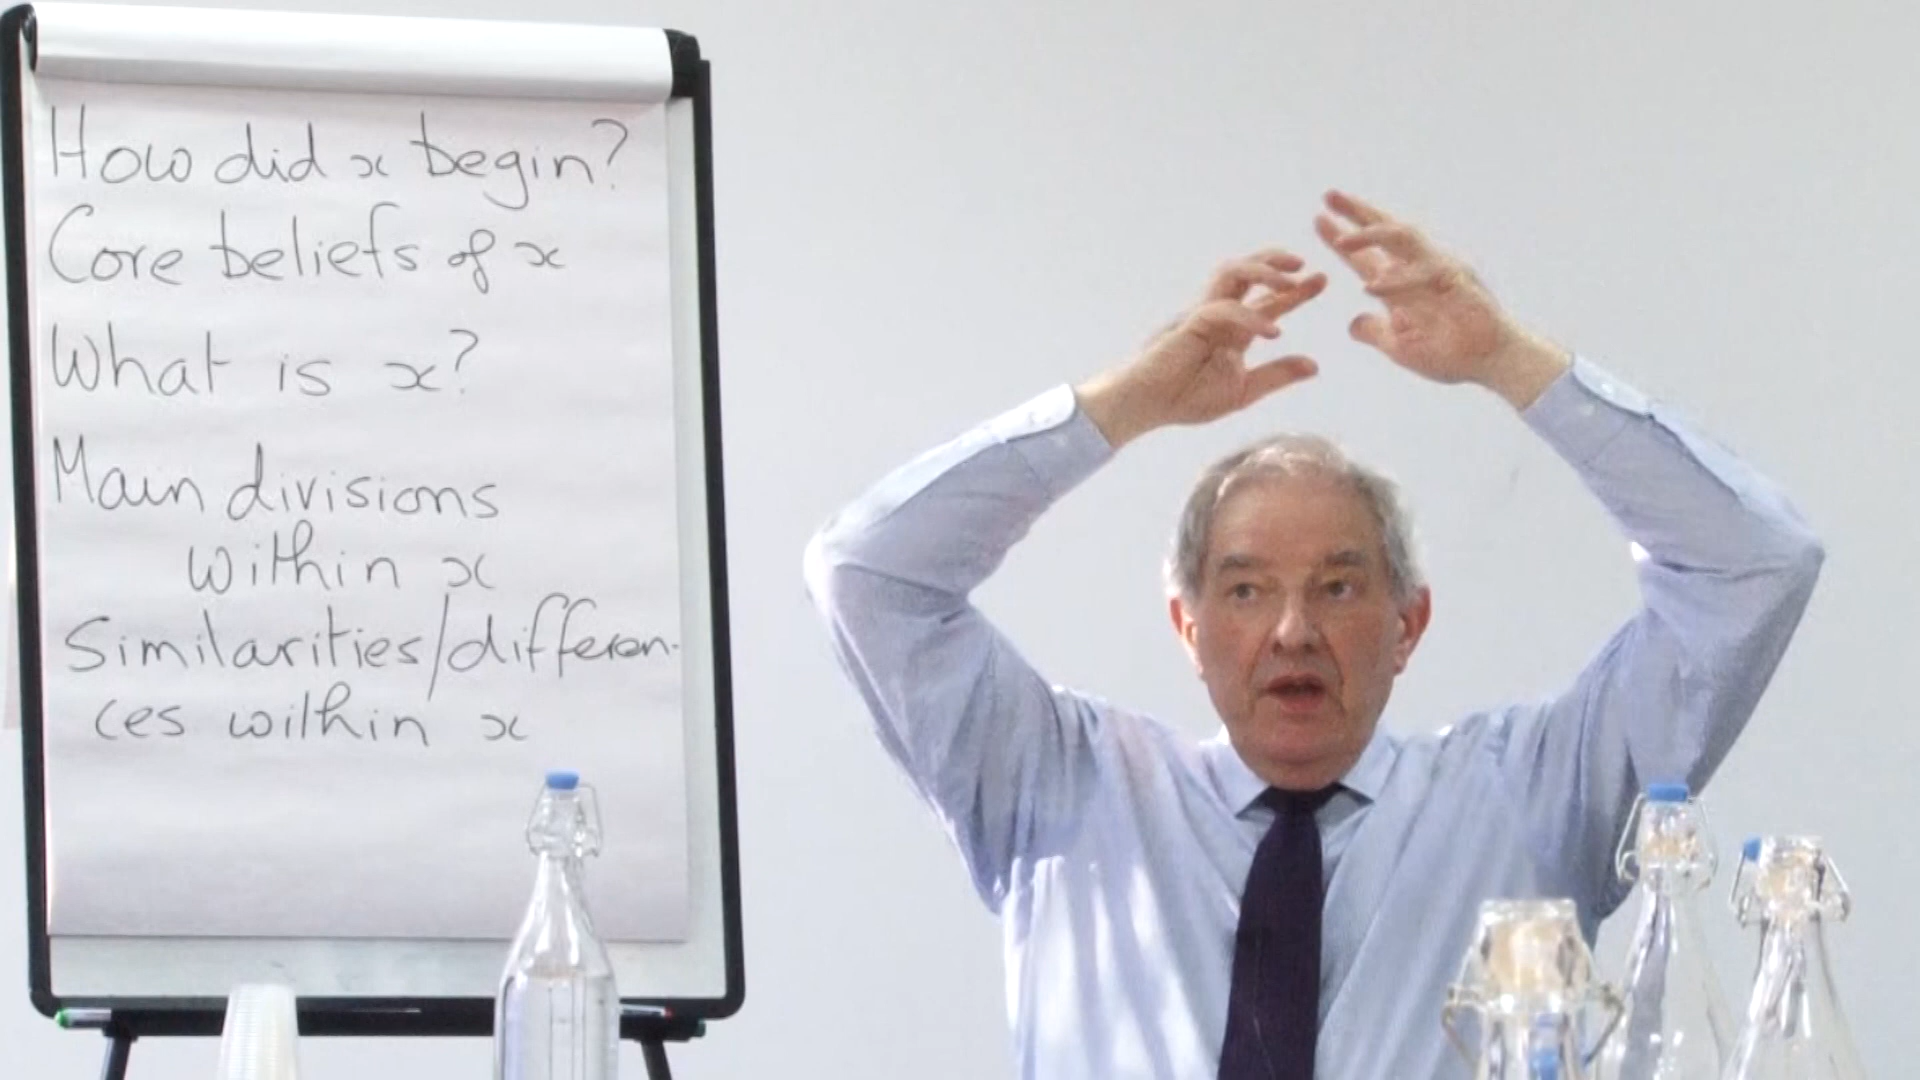 How did x begin?
Core beliefs of x
What is x?
Main divisions
within x
Similarities/differen-
ces within x